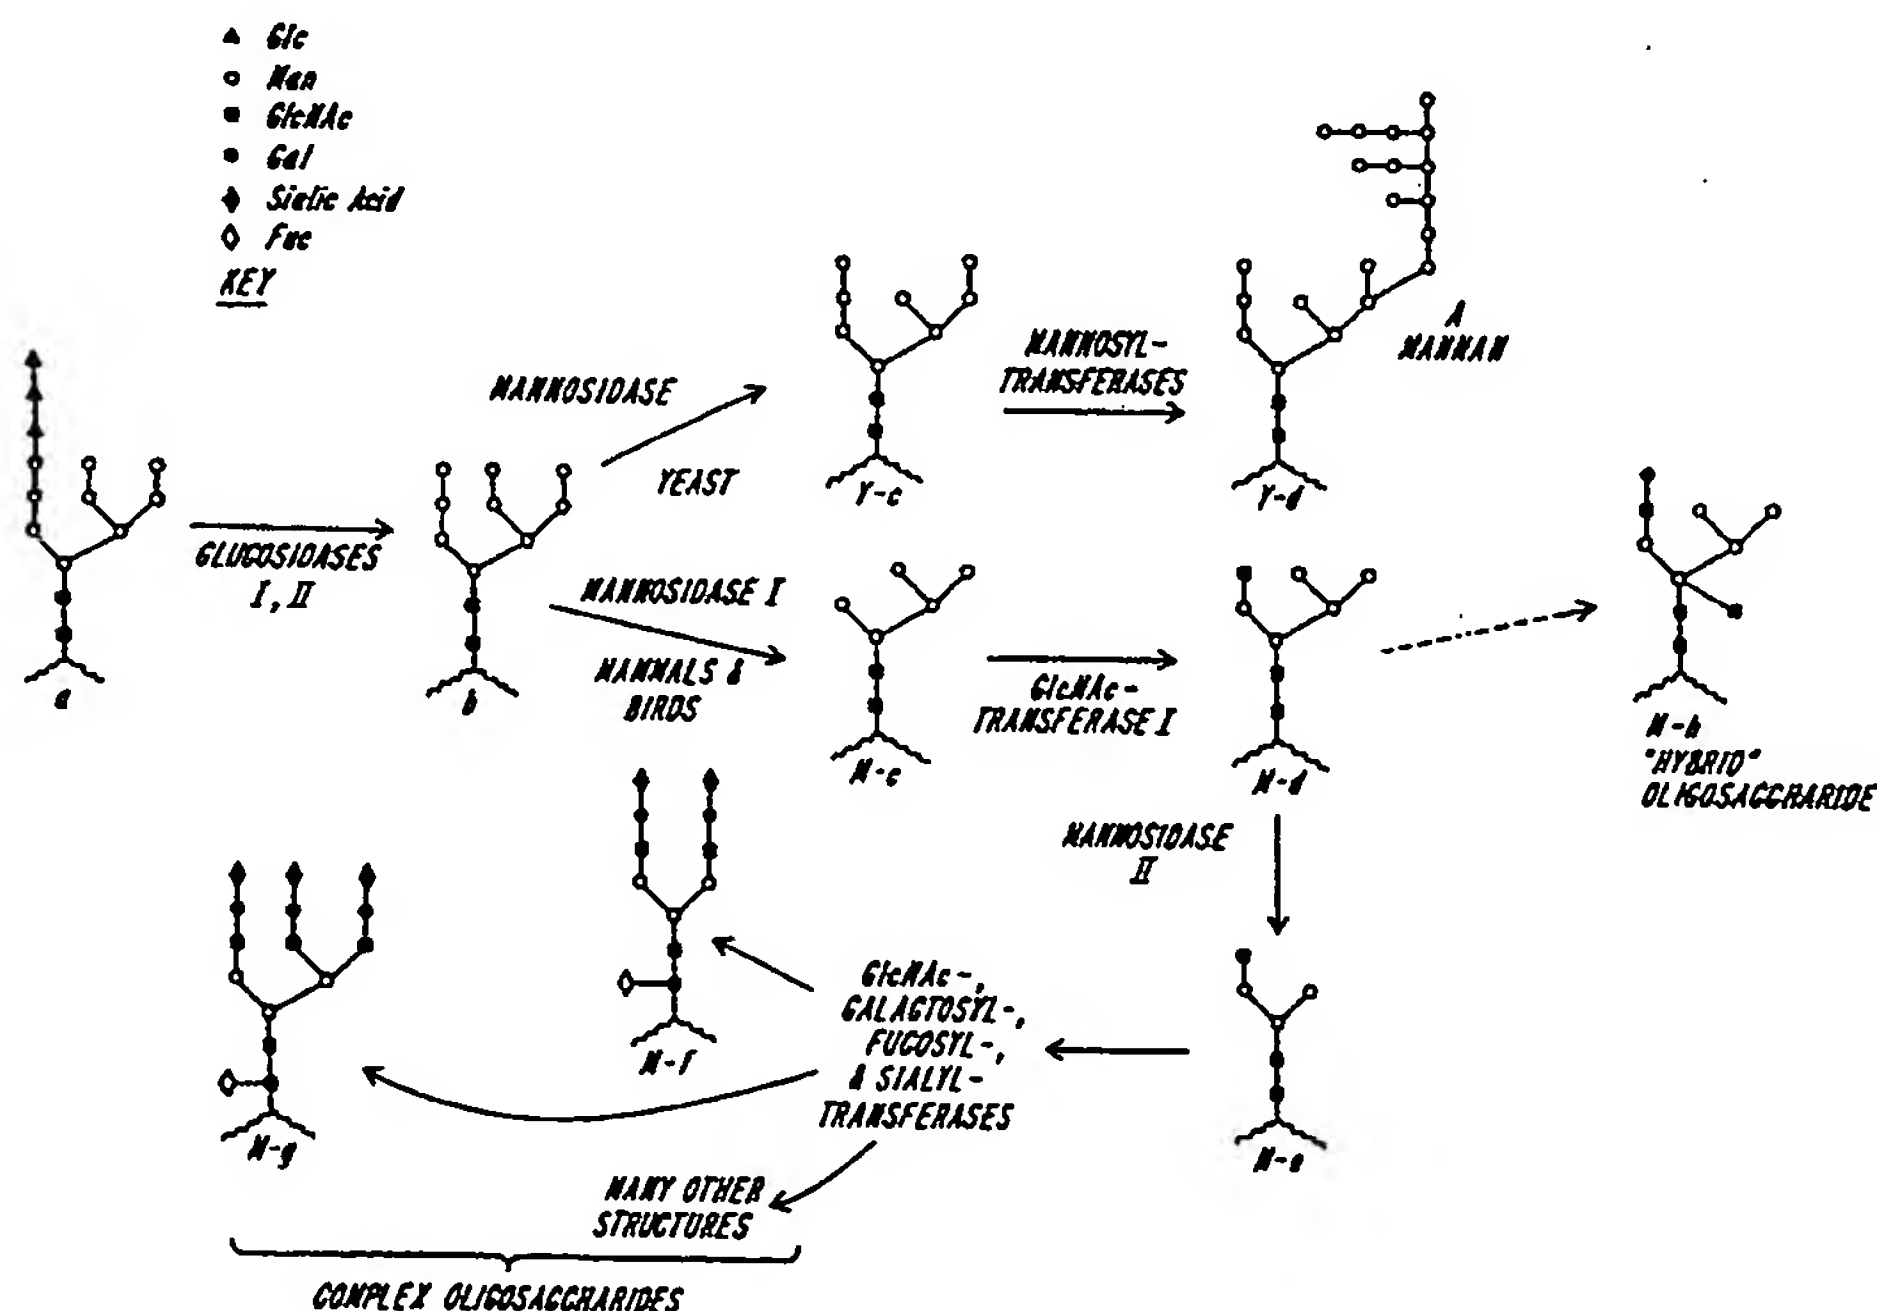 Glc
Man
GlcNAc
Gal
Sialic Acid
Fuc
KEY
MANNOSIDASE
YEAST
MANNOSYL-
TRANSFERASES
A
MANNAN
Y-c
Y-d
GLUCOSIDASES
I, II
a
b
MANNOSIDASE I
MAMMALS &
BIRDS
M-c
GlcNAc-
TRANSFERASE I
M-d
M-h
"HYBRID"
OLIGOSACCHARIDE
MANNOSIDASE
II
M-e
GlcNAc-,
GALACTOSYL-,
FUCOSYL-,
& SIALYL-
TRANSFERASES
M-f
M-g
MANY OTHER
STRUCTURES
COMPLEX OLIGOSACCHARIDES